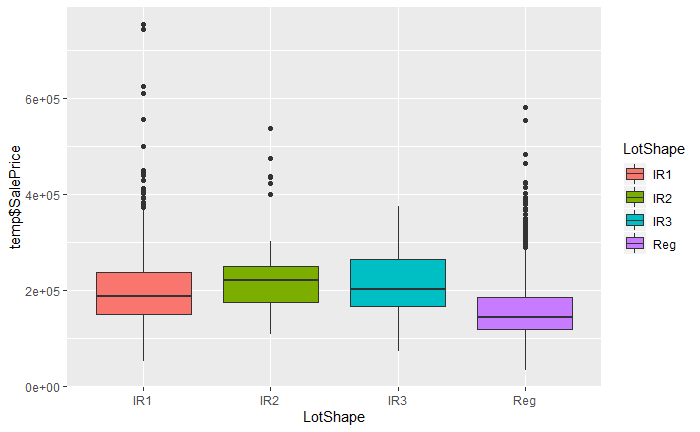 temp$SalePrice
6e+05
4e+05
2e+05
0e+00
IR1
IR2
IR3
Reg
LotShape
LotShape
IR1
IR2
IR3
Reg